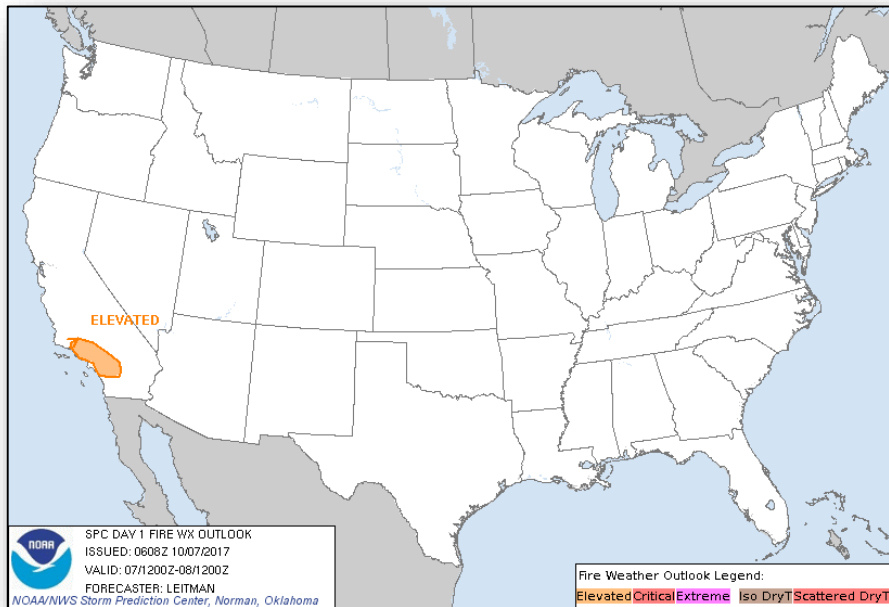 ELEVATED
NOAA
SPC DAY 1 FIRE WX OUTLOOK
ISSUED: 0608Z 10/07/2017
VALID: 07/1200Z-08/1200Z
FORECASTER: LEITMAN
NOAA/NWS Storm Prediction Center, Norman, Oklahoma
Fire Weather Outlook Legend:
Elevated Critical Extreme Iso DryT Scattered DryT